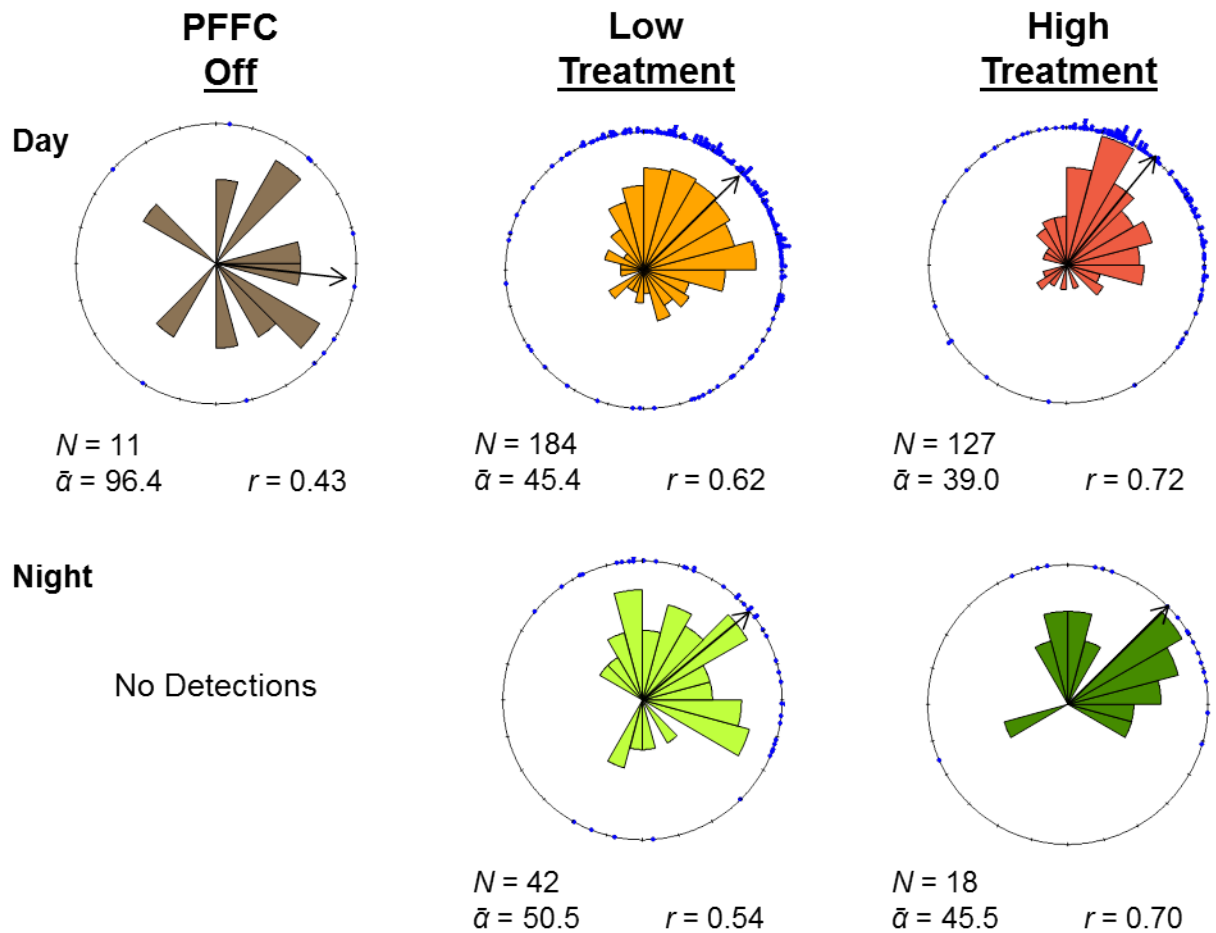 PFFC
Off
Low
Treatment
High
Treatment
Day
N = 11
ᾱ = 96.4 r = 0.43
N = 184
ᾱ = 45.4 r = 0.62
N = 127
ᾱ = 39.0 r = 0.72
Night
No Detections
N = 42
ᾱ = 50.5 r = 0.54
N = 18
ᾱ = 45.5 r = 0.70